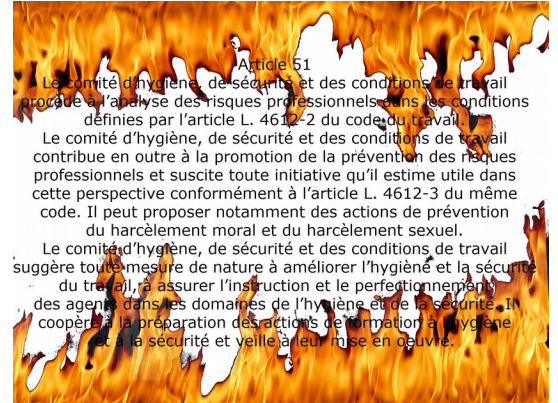 Article 51
Le comité d’hygiène, de sécurité et des conditions de travail
procède à l’analyse des risques professionnels dans les conditions
définies par l’article L. 4612-2 du code du travail.
Le comité d’hygiène, de sécurité et des conditions de travail
contribue en outre à la promotion de la prévention des risques
professionnels et suscite toute initiative qu’il estime utile dans
cette perspective conformément à l’article L. 4612-3 du même
code. Il peut proposer notamment des actions de prévention
du harcèlement moral et du harcèlement sexuel.
Le comité d’hygiène, de sécurité et des conditions de travail
suggère toute mesure de nature à améliorer l’hygiène et la sécurité
du travail, à assurer l’instruction et le perfectionnement
des agents dans les domaines de l’hygiène et de la sécurité. Il
coopère à la préparation des actions de formation à l’hygiène
et à la sécurité et veille à leur mise en oeuvre.